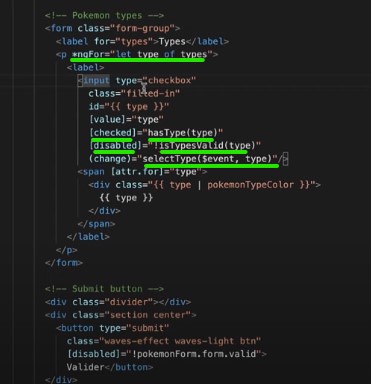 <!-- Pokemon types -->
<form class="form-group">
<label for="types">Types</label>
<p *ngFor="let type of types">
<label>
<input type="checkbox"
class="filled-in"
id="{{ type }}"
[value]="type"
[checked]="hasType(type)"
[disabled]="!isTypesValid(type)"
(change)="selectType($event, type)"/>
<span [attr.for]="type">
<div class="{{ type | pokemonTypeColor }}">
{{ type }}
</div>
</span>
</label>
</p>
</form>
<!-- Submit button -->
<div class="divider"></div>
<div class="section center">
<button type="submit"
class="waves-effect waves-light btn"
[disabled]="!pokemonForm.form.valid">
Valider</button>
</div>